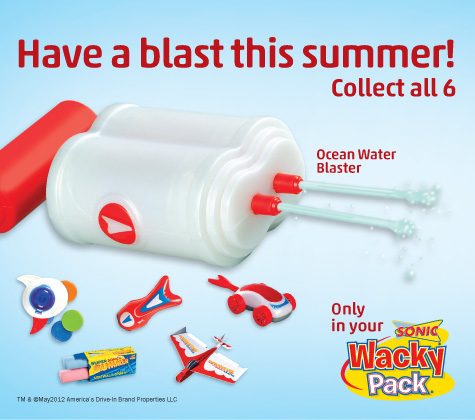 Have a blast this summer!
Collect all 6
Ocean Water
Blaster
Only
in your
SONIC
Wacky
Pack
TM & ©May2012 America's Drive-In Brand Properties LLC